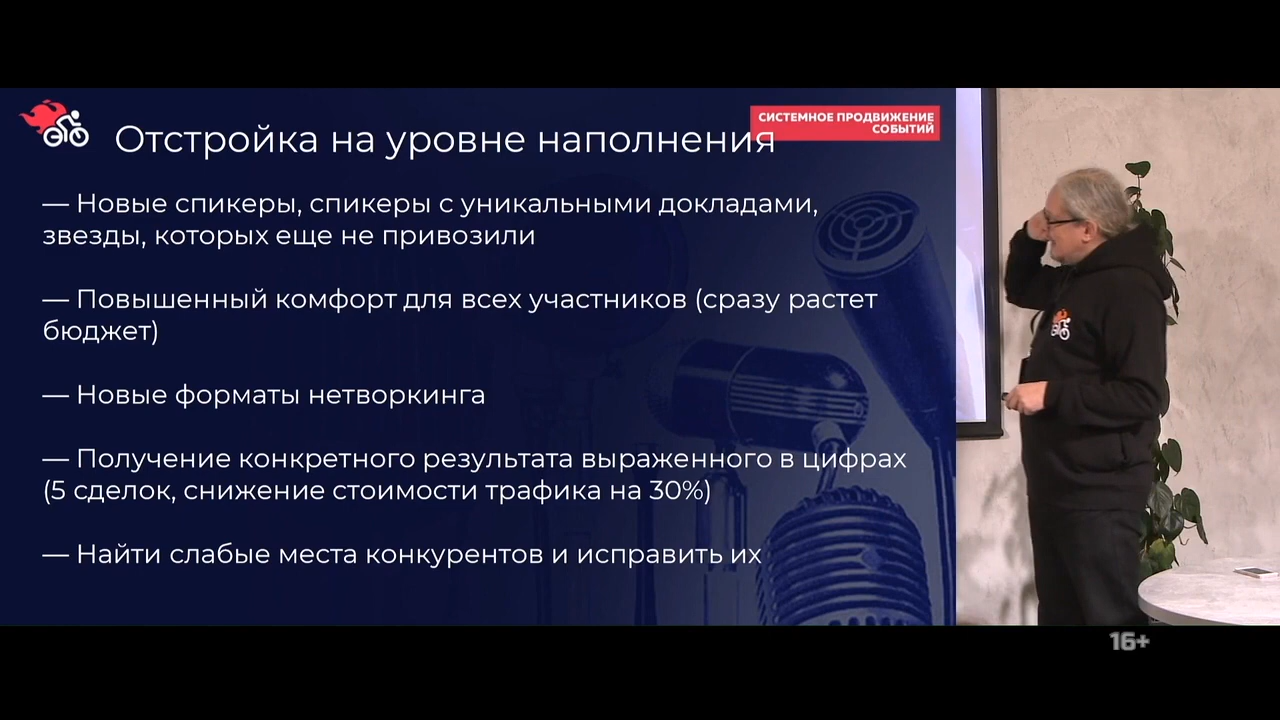 СИСТЕМНОЕ ПРОДВИЖЕНИЕ
СОБЫТИЙ
Отстройка на уровне наполнения
— Новые спикеры, спикеры с уникальными докладами,
звезды, которых еще не привозили
— Повышенный комфорт для всех участников (сразу растет
бюджет)
— Новые форматы нетворкинга
— Получение конкретного результата выраженного в цифрах
(5 сделок, снижение стоимости трафика на 30%)
— Найти слабые места конкурентов и исправить их
16+